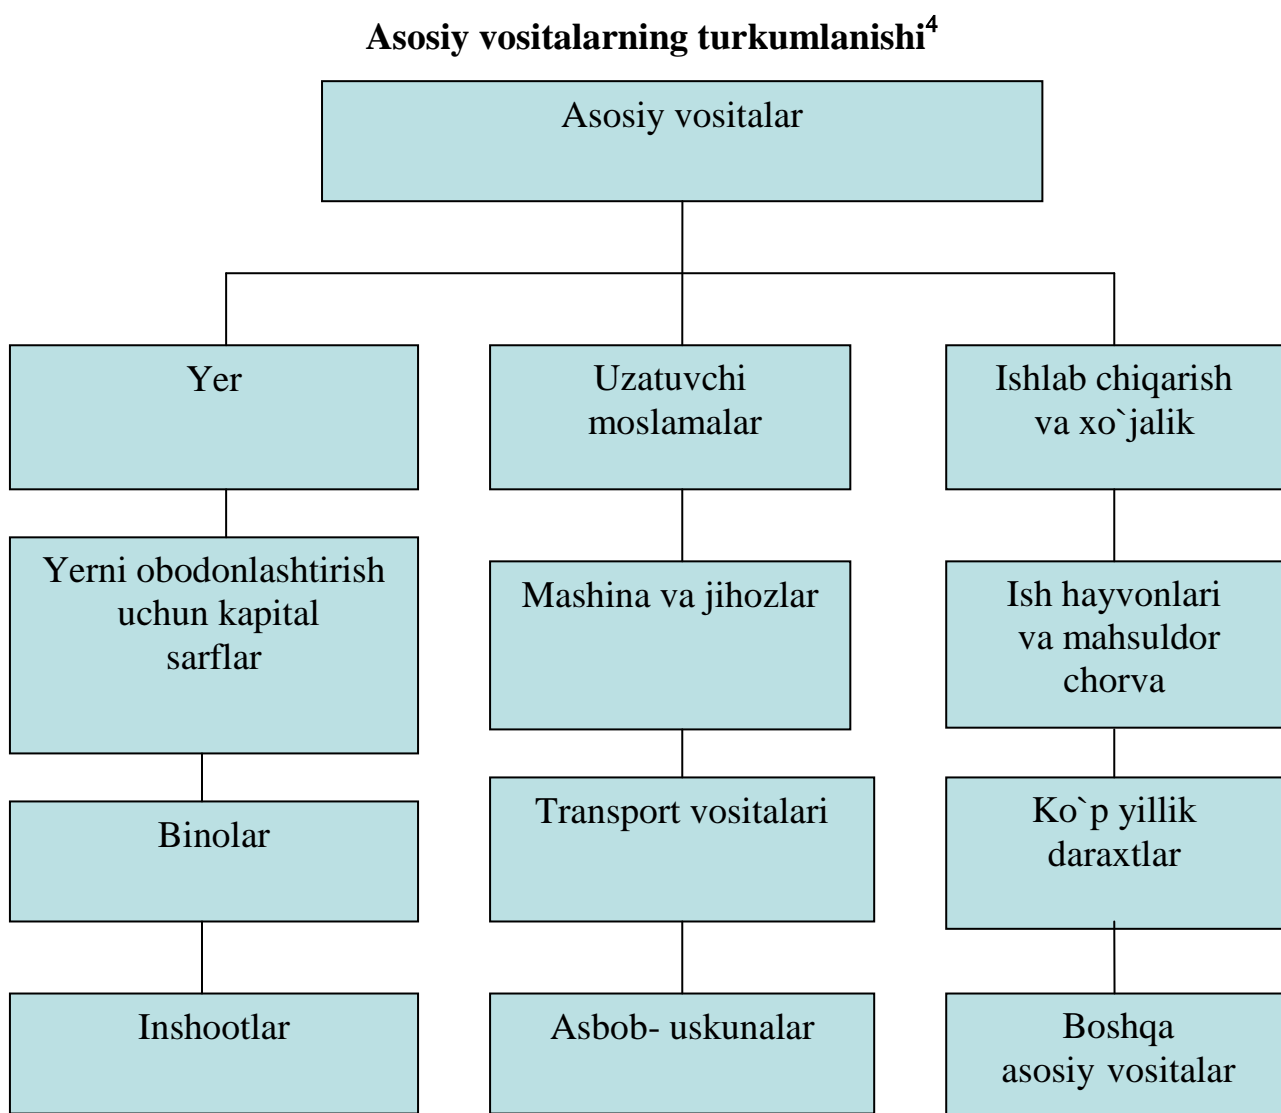 Asosiy vositalarning turkumlanishi⁴
Asosiy vositalar
Yer
Uzatuvchi
moslamalar
Ishlab chiqarish
va xo`jalik
Yerni obodonlashtirish
uchun kapital
sarflar
Mashina va jihozlar
Ish hayvonlari
va mahsuldor
chorva
Binolar
Transport vositalari
Ko`p yillik
daraxtlar
Inshootlar
Asbob- uskunalar
Boshqa
asosiy vositalar